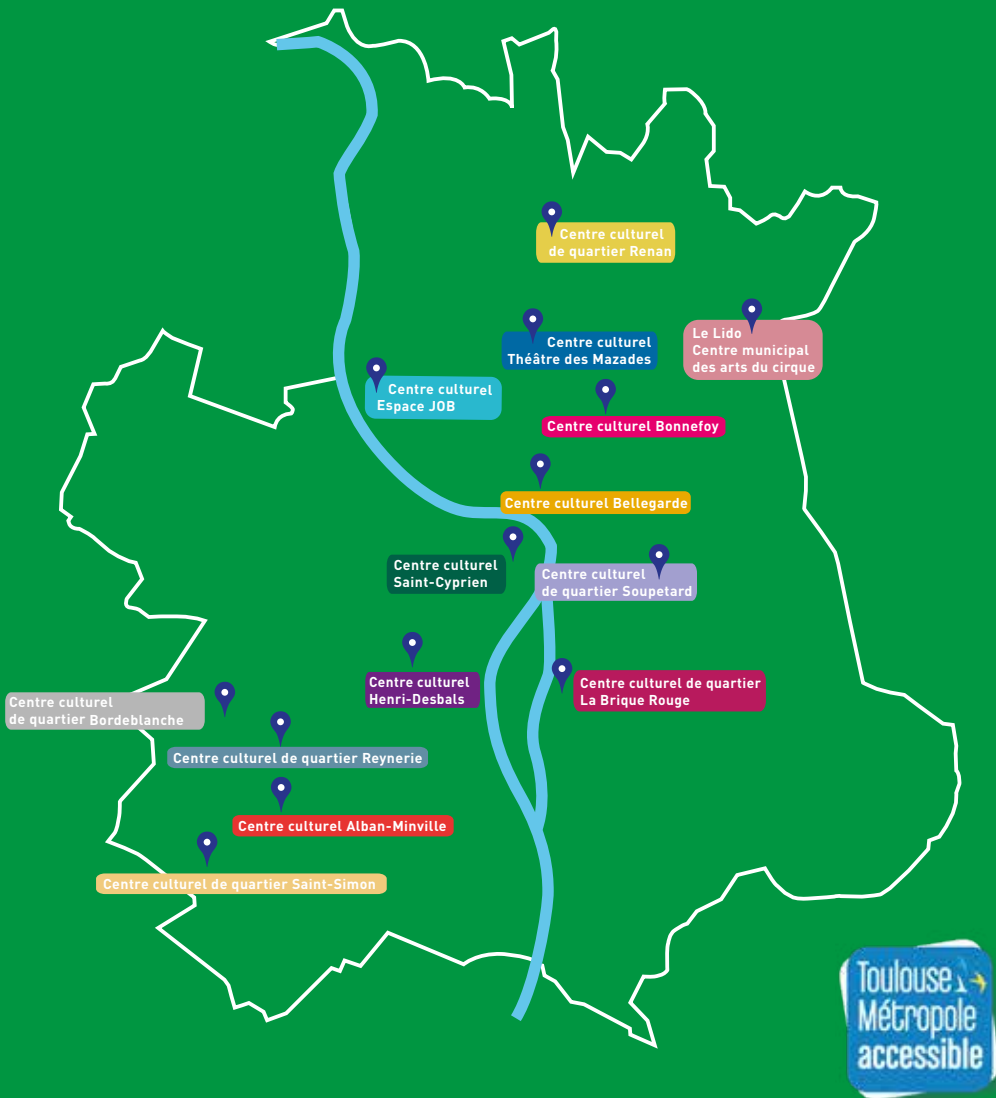 Centre culturel
de quartier Renan
Centre culturel
Théâtre des Mazades
Le Lido
Centre municipal
des arts du cirque
Centre culturel
Espace JOB
Centre culturel Bonnefoy
Centre culturel Bellegarde
Centre culturel
Saint-Cyprien
Centre culturel
de quartier Soupetard
Centre culturel
Henri-Desbals
Centre culturel de quartier
La Brique Rouge
Centre culturel
de quartier Bordeblanche
Centre culturel de quartier Reynerie
Centre culturel Alban-Minville
Centre culturel de quartier Saint-Simon
Toulouse
Métropole
accessible